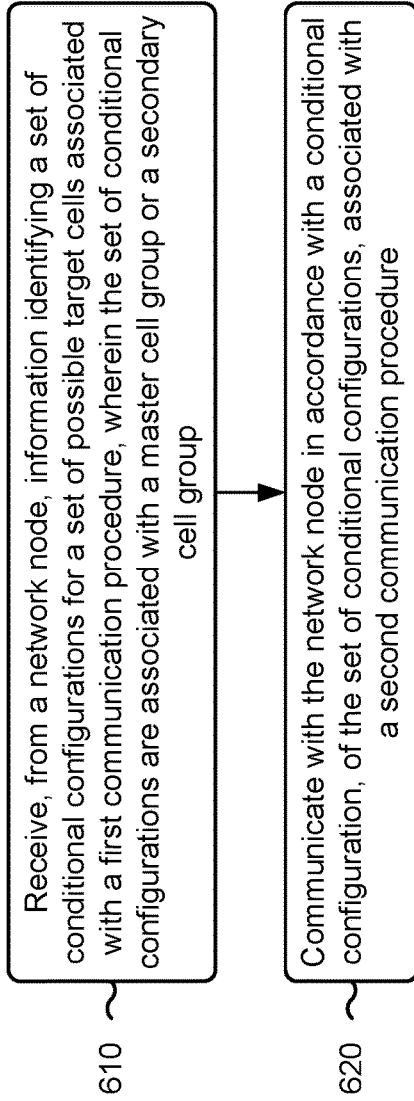 610
Receive, from a network node, information identifying a set of
conditional configurations for a set of possible target cells associated
with a first communication procedure, wherein the set of conditional
configurations are associated with a master cell group or a secondary
cell group
620
Communicate with the network node in accordance with a conditional
configuration, of the set of conditional configurations, associated with
a second communication procedure